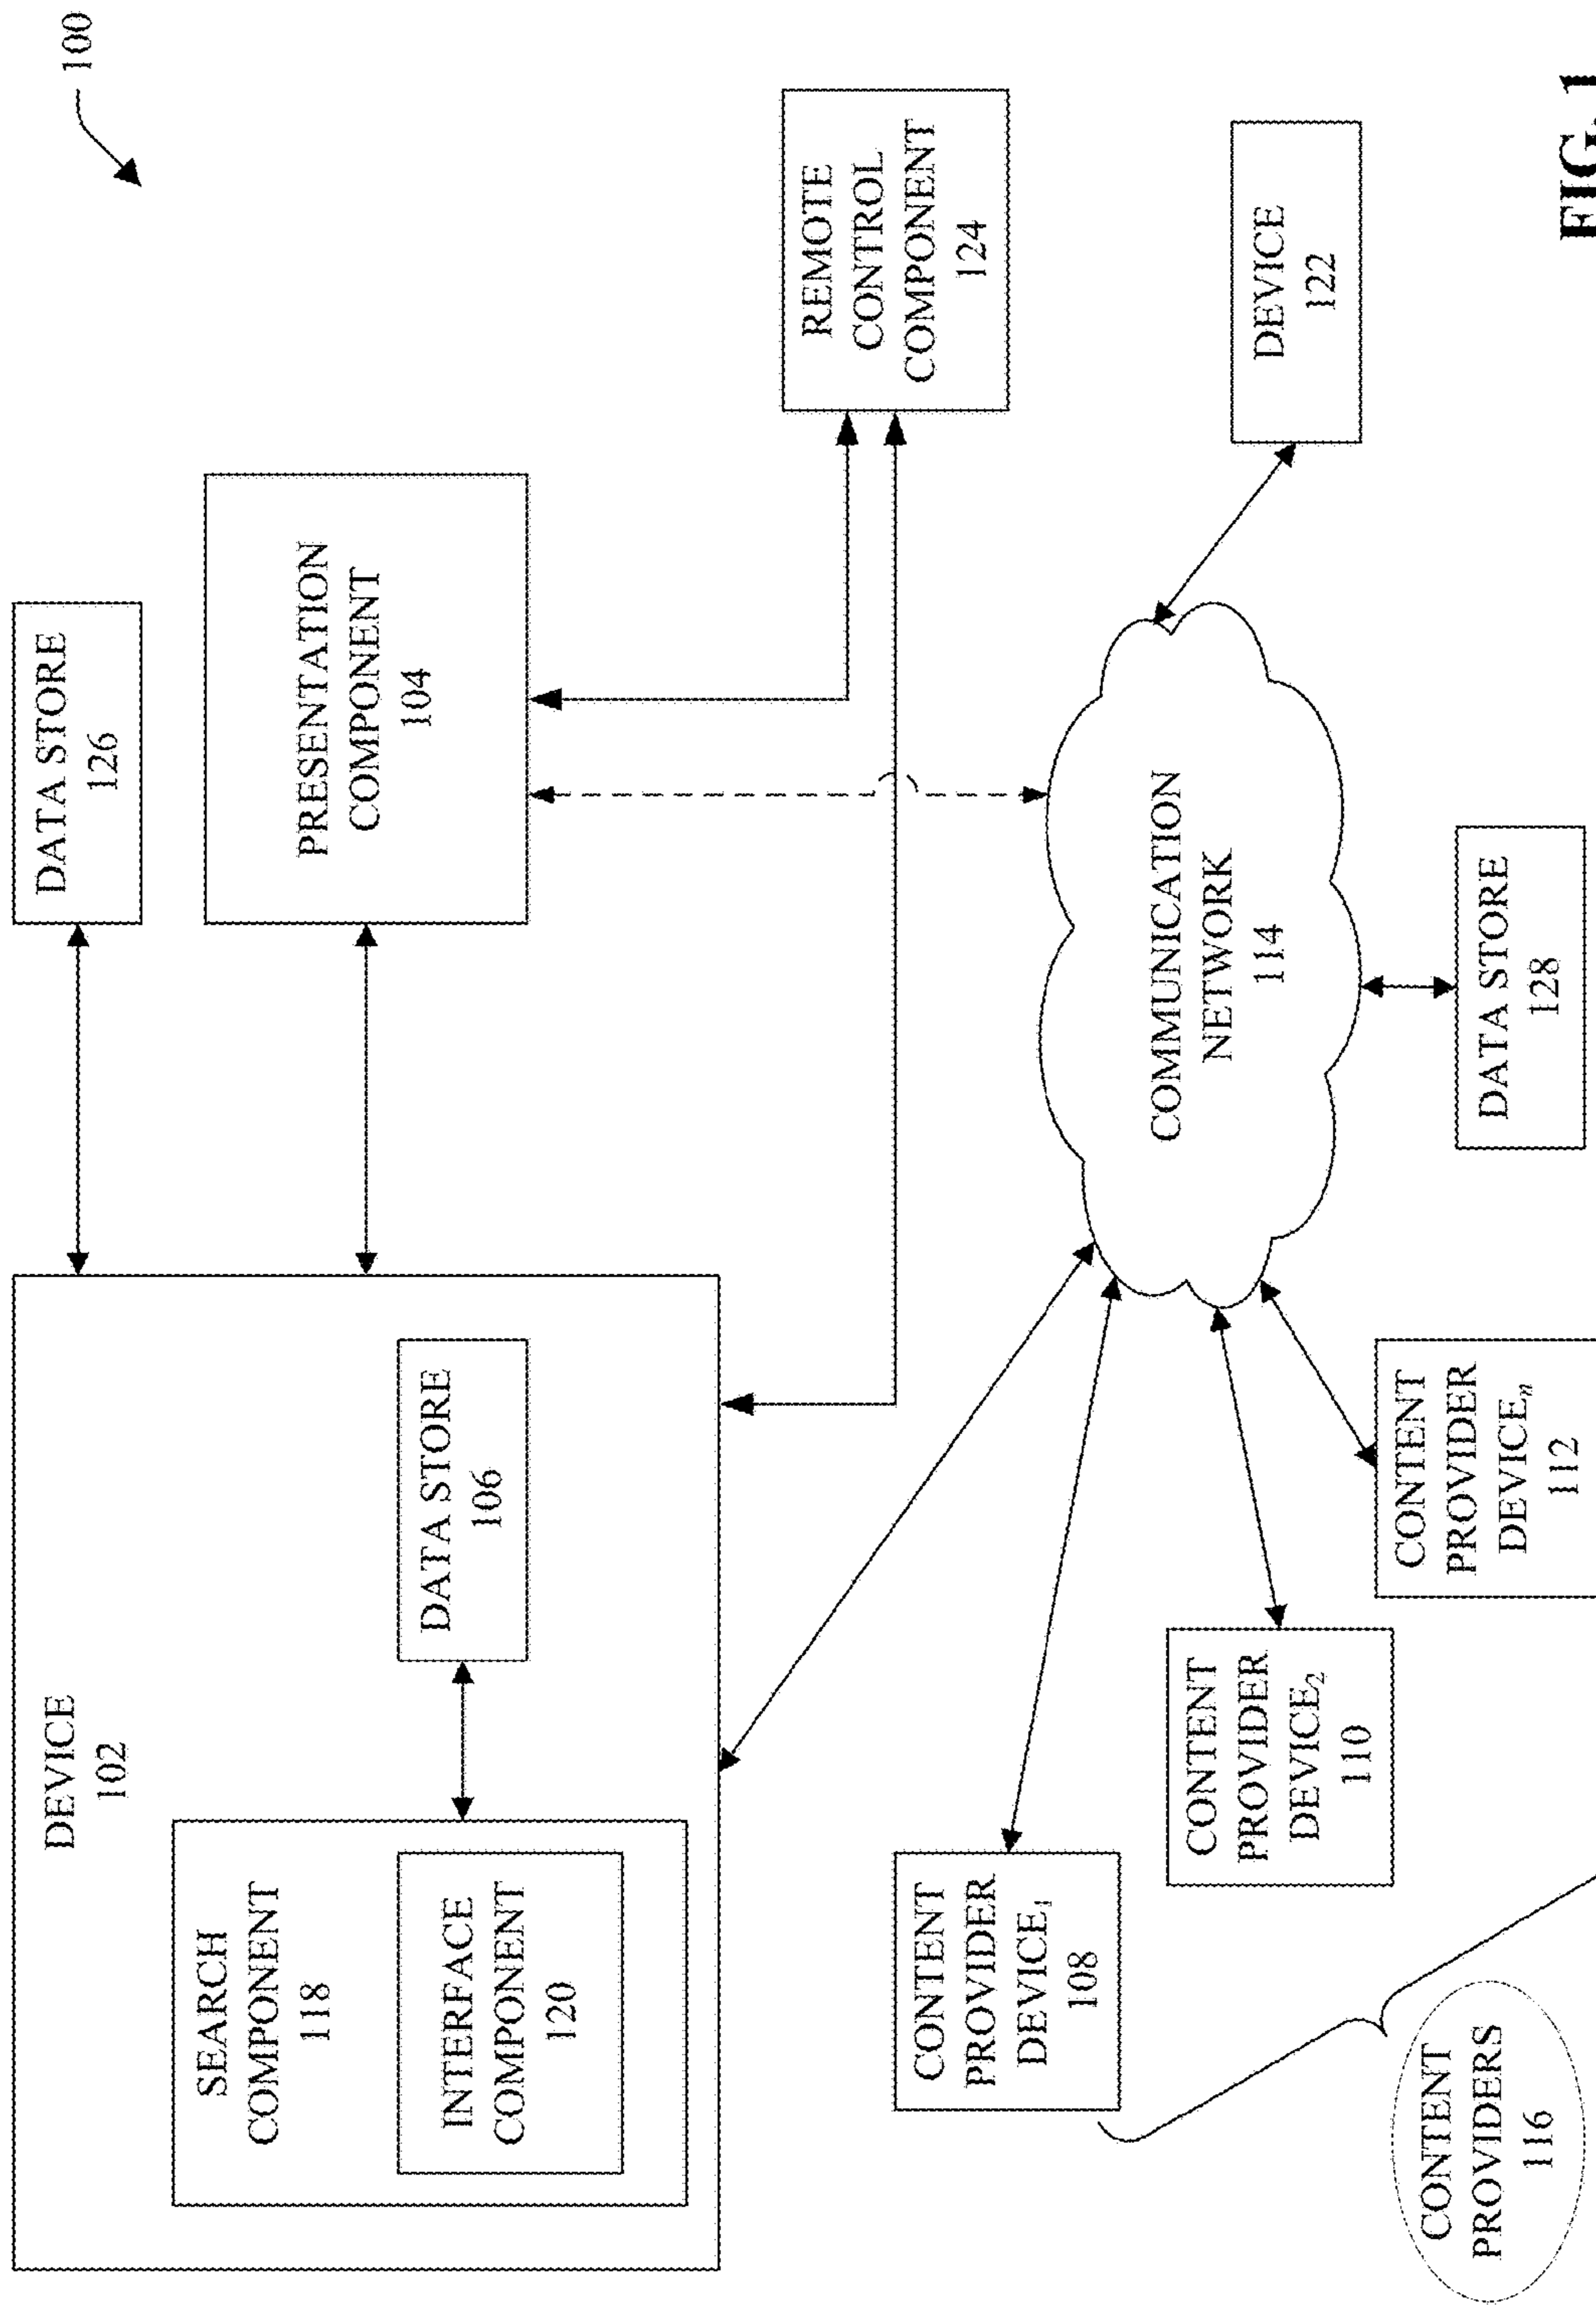 100
DEVICE
102
SEARCH
COMPONENT
118
INTERFACE
COMPONENT
120
DATA STORE
106
DATA STORE
126
PRESENTATION
COMPONENT
104
REMOTE
CONTROL
COMPONENT
124
CONTENT
PROVIDER
DEVICE₁
108
CONTENT
PROVIDER
DEVICE₂
110
CONTENT
PROVIDER
DEVICEₙ
112
CONTENT
PROVIDERS
116
COMMUNICATION
NETWORK
114
DATA STORE
128
DEVICE
122
FIG. 1